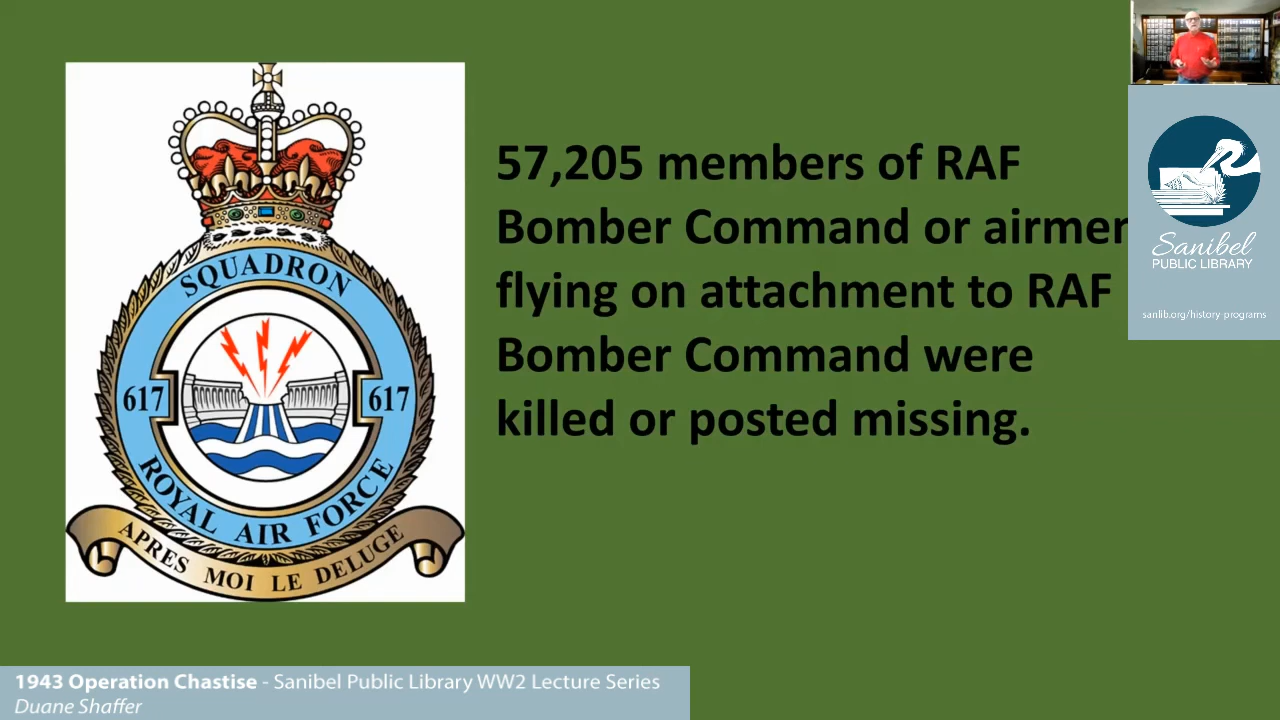 SQUADRON
617
617
ROYAL AIR FORCE
APRES MOI LE DELUGE
57,205 members of RAF
Bomber Command or airmen
flying on attachment to RAF
Bomber Command were
killed or posted missing.
Sanibel
PUBLIC LIBRARY
sanlib.org/history-programs
1943 Operation Chastise - Sanibel Public Library WW2 Lecture Series
Duane Shaffer